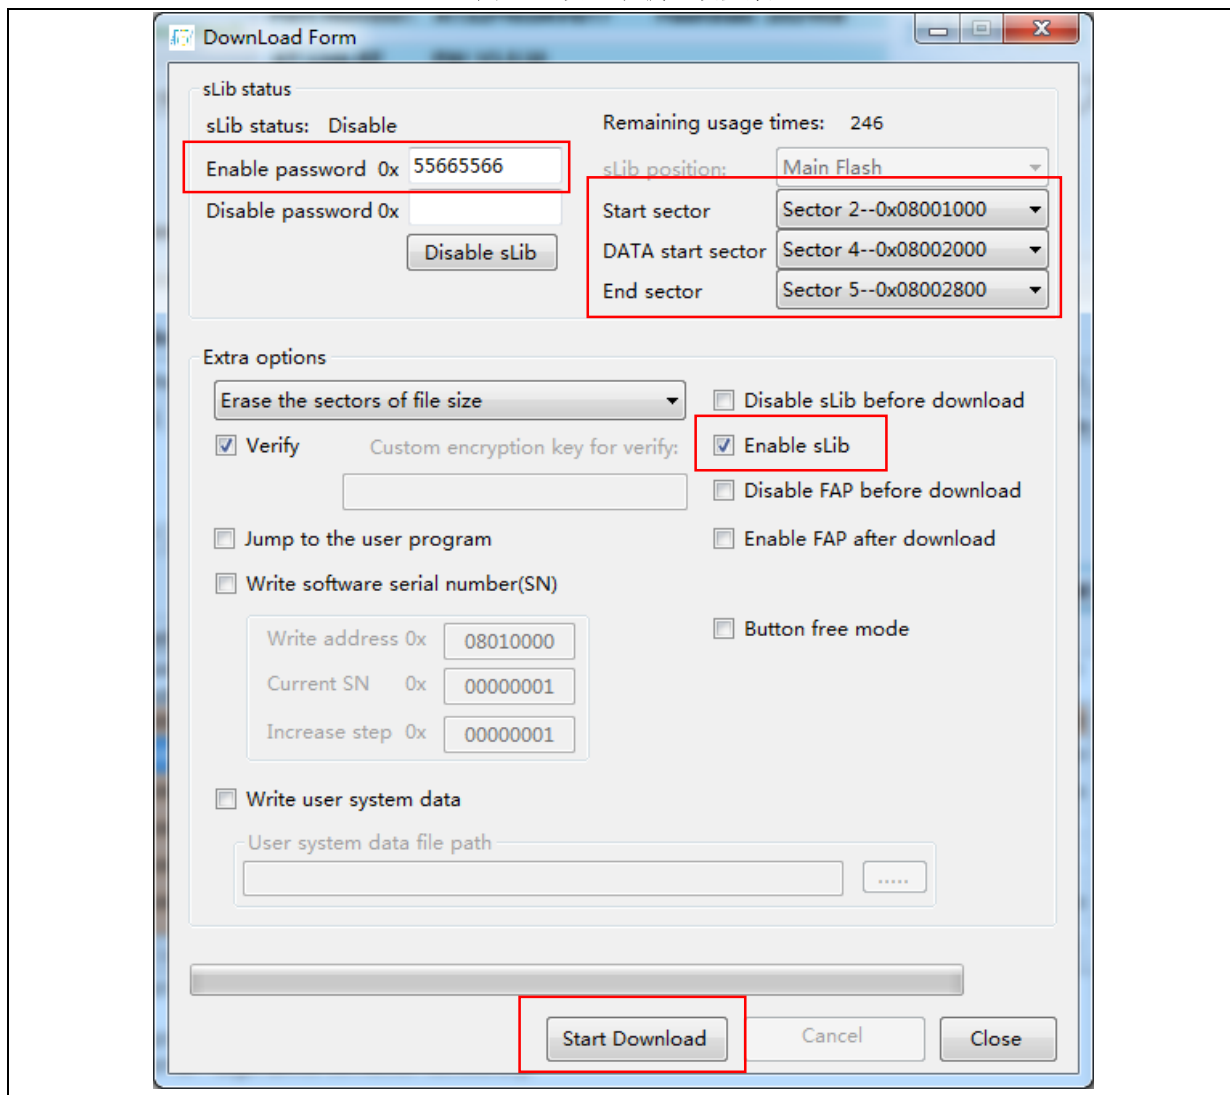 DownLoad Form
sLib status
sLib status: Disable
Remaining usage times: 246
Enable password 0x 55665566
sLib position: Main Flash
Disable password 0x
Start sector Sector 2--0x08001000
Disable sLib
DATA start sector Sector 4--0x08002000
End sector Sector 5--0x08002800
Extra options
Erase the sectors of file size
Disable sLib before download
Verify
Custom encryption key for verify:
Enable sLib
Disable FAP before download
Jump to the user program
Enable FAP after download
Write software serial number(SN)
Write address 0x 08010000
Button free mode
Current SN 0x 00000001
Increase step 0x 00000001
Write user system data
User system data file path
.....
Start Download
Cancel
Close